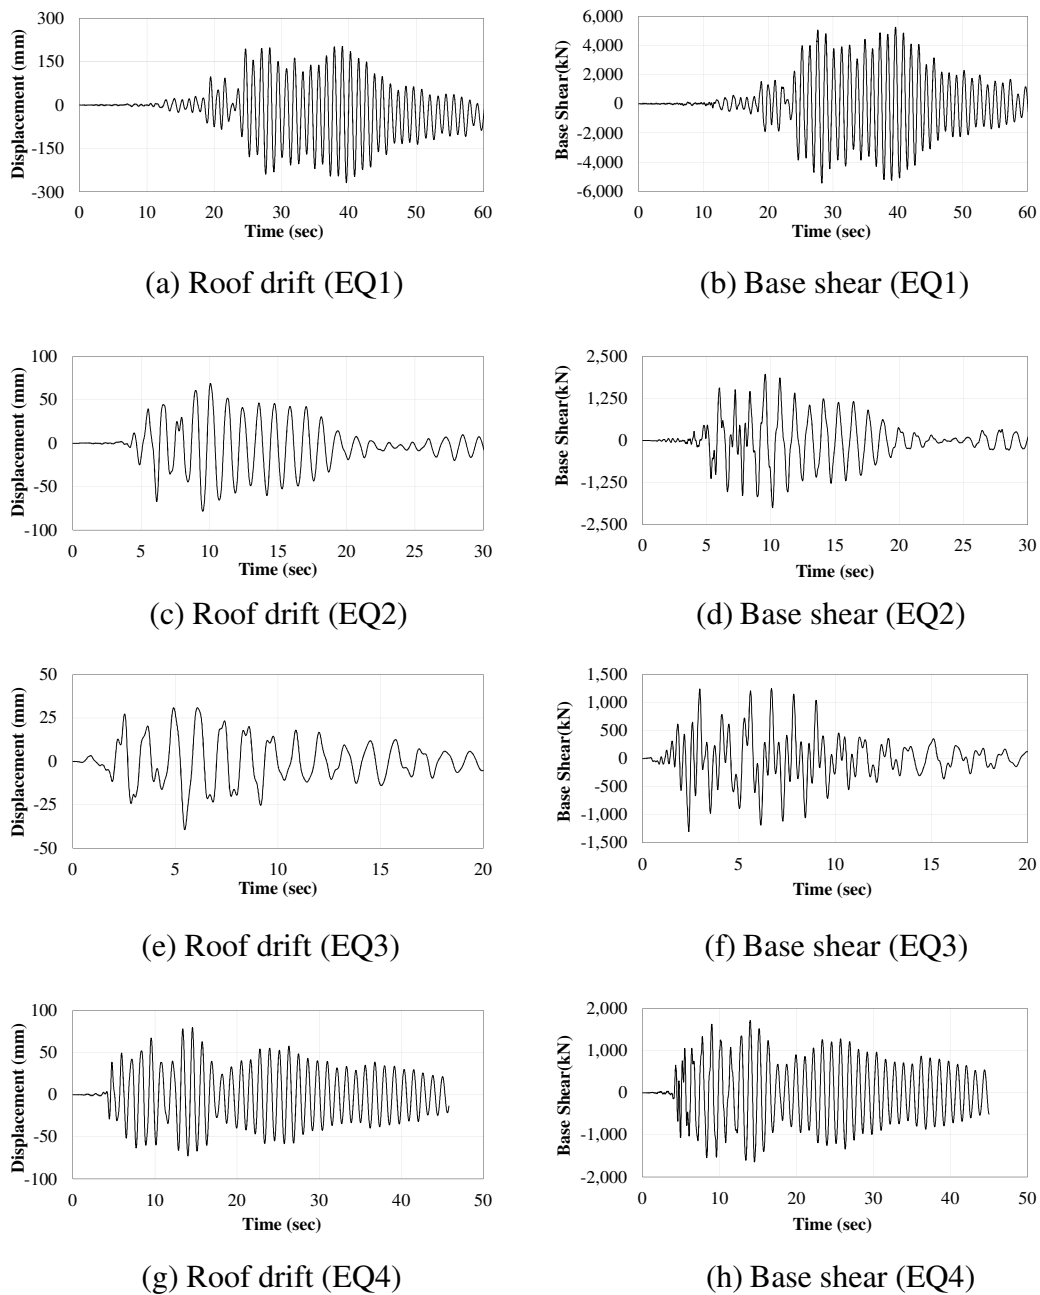 300
150
0
-150
-300
Displacement (mm)
0 10 20 30 40 50 60
Time (sec)
(a) Roof drift (EQ1)
6,000
4,000
2,000
0
-2,000
-4,000
-6,000
Base Shear(kN)
0 10 20 30 40 50 60
Time (sec)
(b) Base shear (EQ1)
100
50
0
-50
-100
Displacement (mm)
0 5 10 15 20 25 30
Time (sec)
(c) Roof drift (EQ2)
2,500
1,250
0
-1,250
-2,500
Base Shear(kN)
0 5 10 15 20 25 30
Time (sec)
(d) Base shear (EQ2)
50
25
0
-25
-50
Displacement (mm)
0 5 10 15 20
Time (sec)
(e) Roof drift (EQ3)
1,500
1,000
500
0
-500
-1,000
-1,500
Base Shear(kN)
0 5 10 15 20
Time (sec)
(f) Base shear (EQ3)
100
50
0
-50
-100
Displacement (mm)
0 10 20 30 40 50
Time (sec)
(g) Roof drift (EQ4)
2,000
1,000
0
-1,000
-2,000
Base Shear(kN)
0 10 20 30 40 50
Time (sec)
(h) Base shear (EQ4)